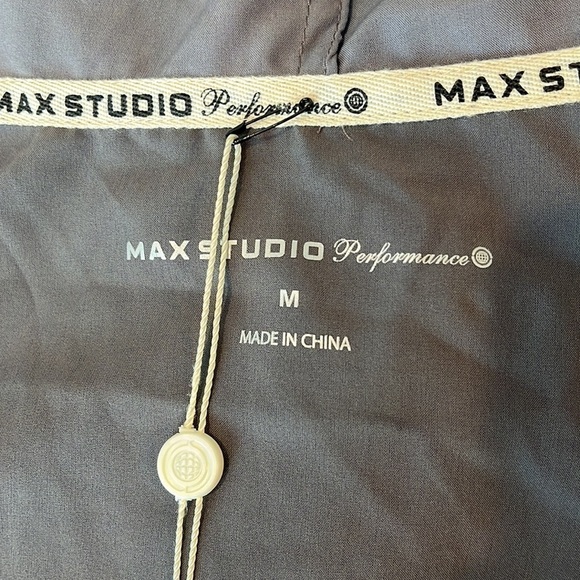 MAX STUDIO Performance MAX ST
MAX STUDIO Performance
M
MADE IN CHINA